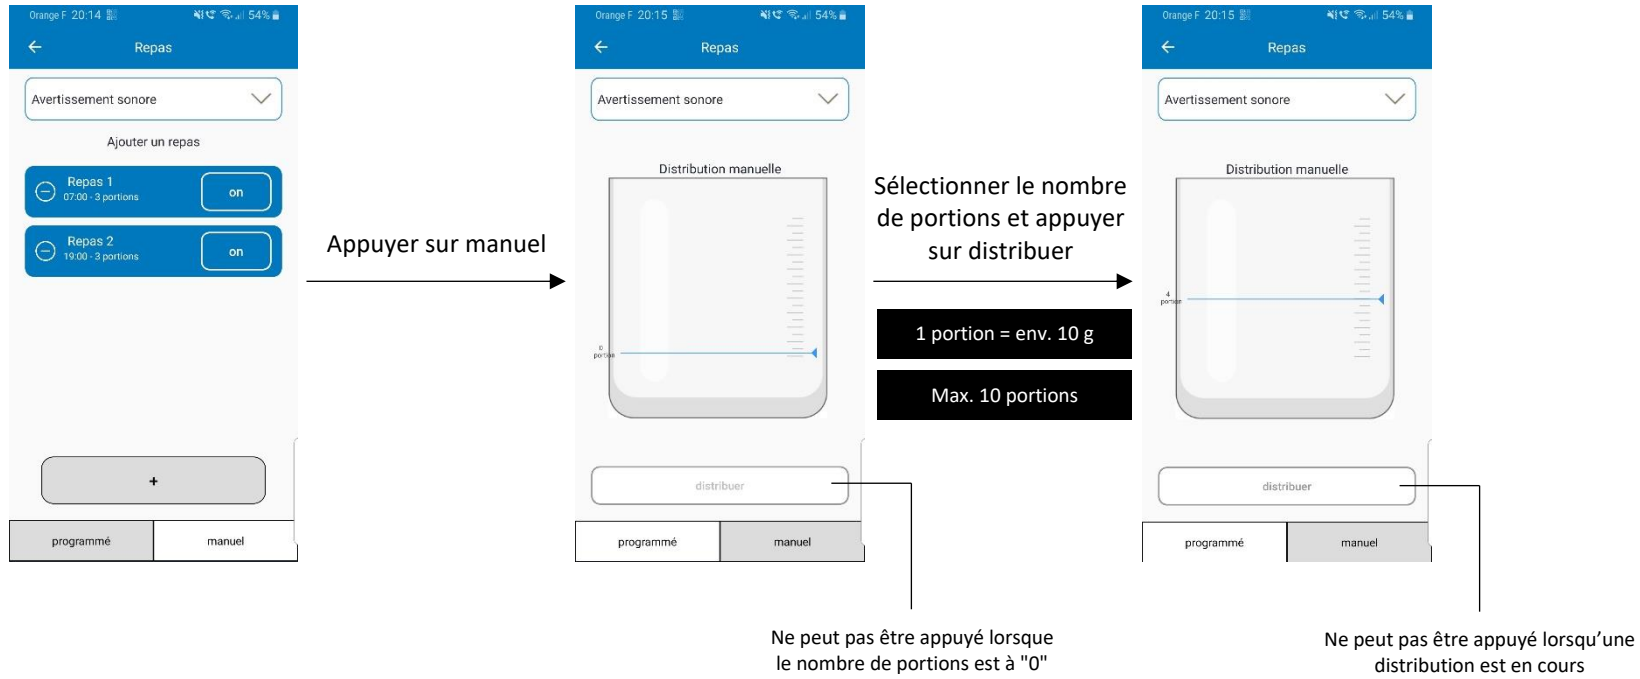 Orange F 20:14
54%
Repas
Avertissement sonore
Ajouter un repas
Repas 1
07:00 - 3 portions
on
Repas 2
19:00 - 3 portions
on
+
programmé
manuel
Appuyer sur manuel
Orange F 20:15
54%
Repas
Avertissement sonore
Distribution manuelle
0
portion
distribuer
programmé
manuel
Ne peut pas être appuyé lorsque
le nombre de portions est à "0"
Sélectionner le nombre
de portions et appuyer
sur distribuer
1 portion = env. 10 g
Max. 10 portions
Orange F 20:15
54%
Repas
Avertissement sonore
Distribution manuelle
4
portion
distribuer
programmé
manuel
Ne peut pas être appuyé lorsqu’une
distribution est en cours